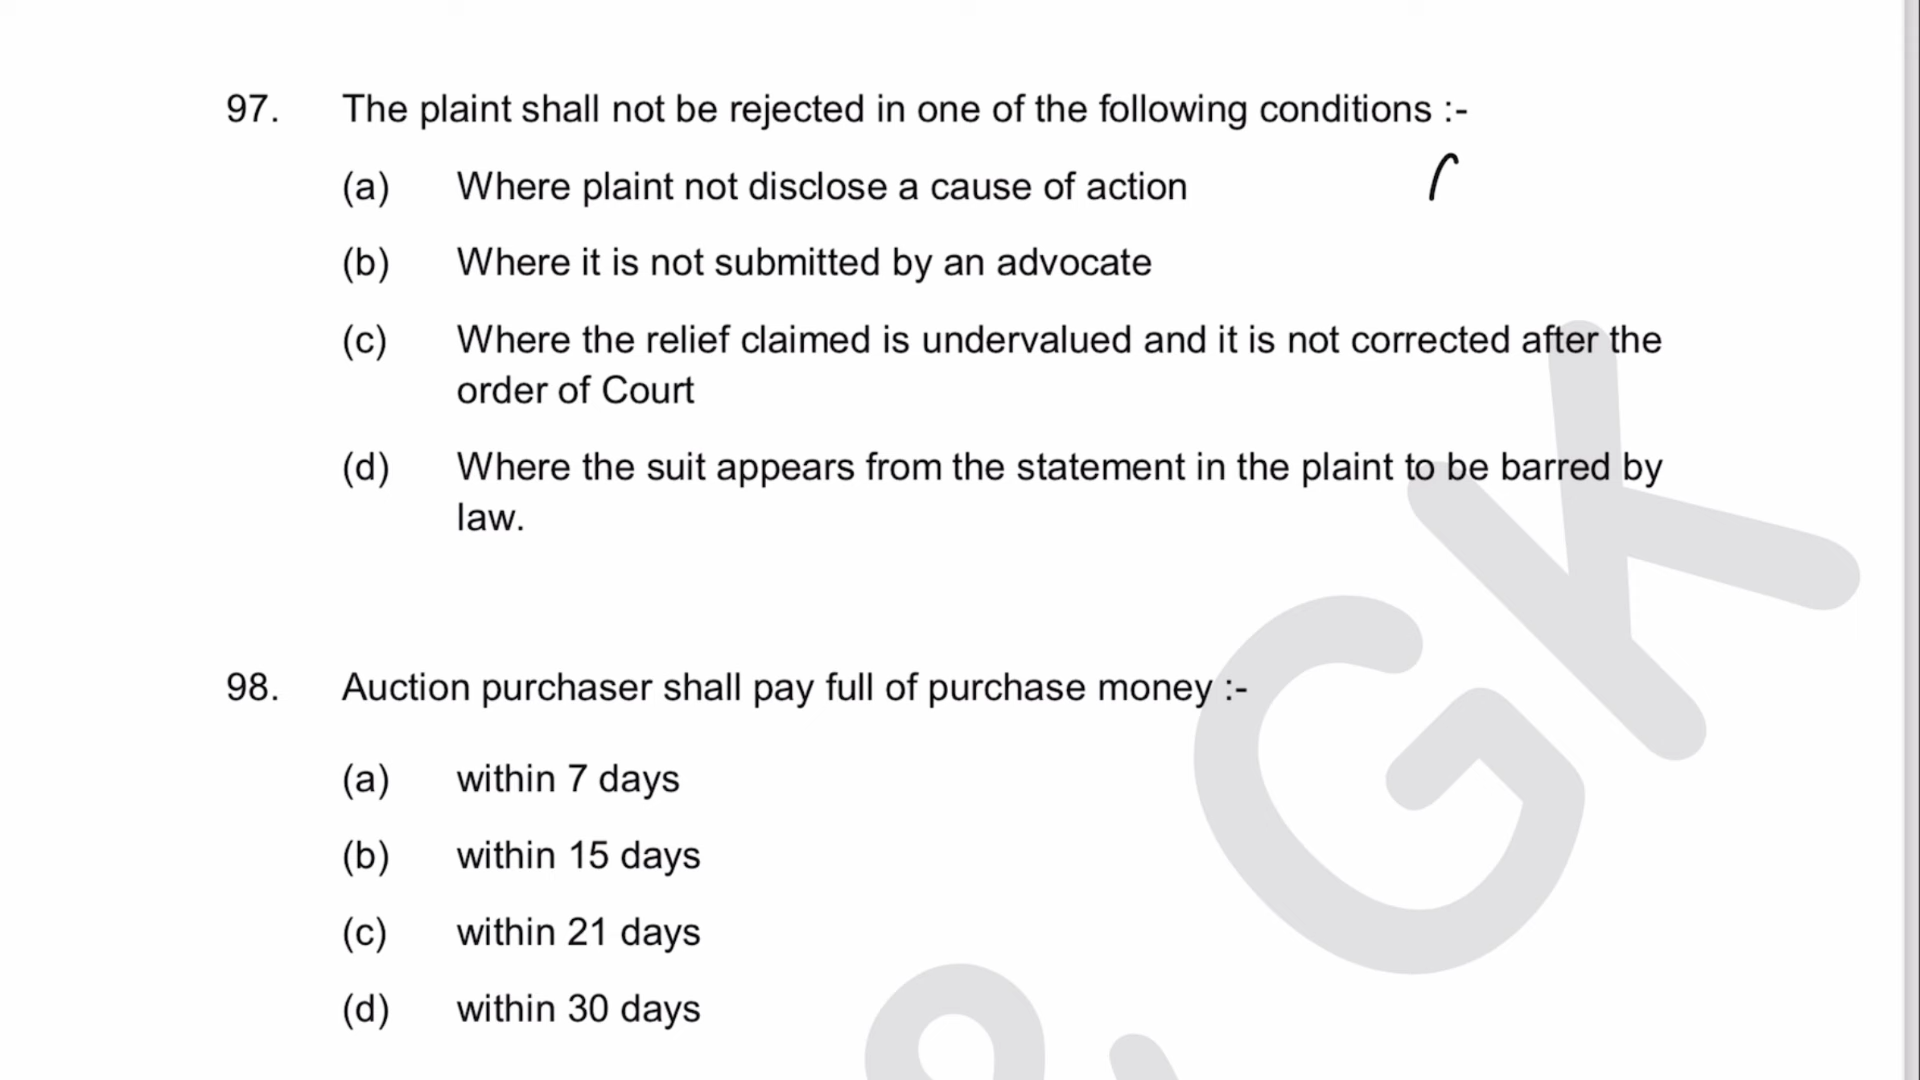 97. The plaint shall not be rejected in one of the following conditions :-
(a) Where plaint not disclose a cause of action
(b) Where it is not submitted by an advocate
(c) Where the relief claimed is undervalued and it is not corrected after the
order of Court
(d) Where the suit appears from the statement in the plaint to be barred by
law.
98. Auction purchaser shall pay full of purchase money :-
(a) within 7 days
(b) within 15 days
(c) within 21 days
(d) within 30 days
GK